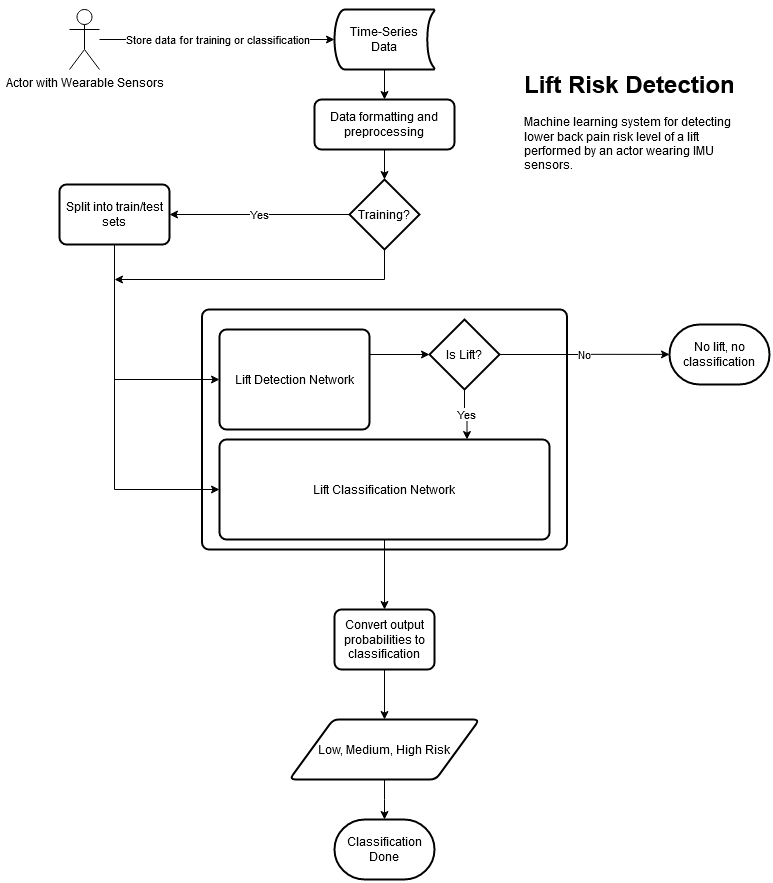 Store data for training or classification
Time-Series
Data
Actor with Wearable Sensors
Lift Risk Detection
Machine learning system for detecting
lower back pain risk level of a lift
performed by an actor wearing IMU
sensors.
Data formatting and
preprocessing
Training?
Yes
Split into train/test
sets
Lift Detection Network
Is Lift?
No
No lift, no
classification
Yes
Lift Classification Network
Convert output
probabilities to
classification
Low, Medium, High Risk
Classification
Done